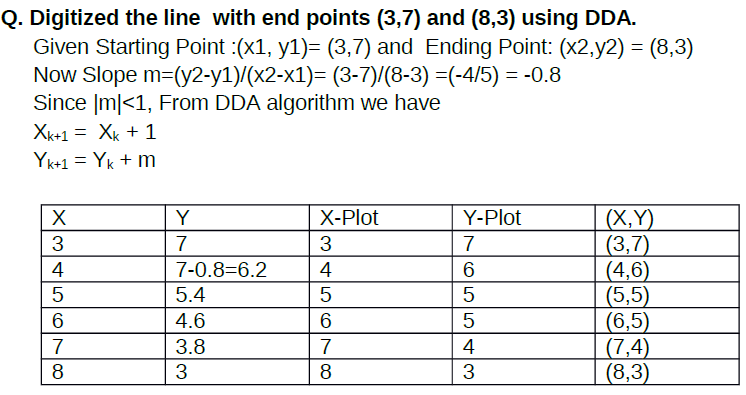 Q. Digitized the line  with end points (3,7) and (8,3) using DDA.
Given Starting Point :(x1, y1)= (3,7) and  Ending Point: (x2,y2) = (8,3)
Now Slope m=(y2-y1)/(x2-x1)= (3-7)/(8-3) =(-4/5) = -0.8
Since |m|<1, From DDA algorithm we have
Xk+1 =  Xk + 1
Yk+1 = Yk + m
X Y X-Plot Y-Plot (X,Y)
3 7 3 7 (3,7)
4 7-0.8=6.2 4 6 (4,6)
5 5.4 5 5 (5,5)
6 4.6 6 5 (6,5)
7 3.8 7 4 (7,4)
8 3 8 3 (8,3)